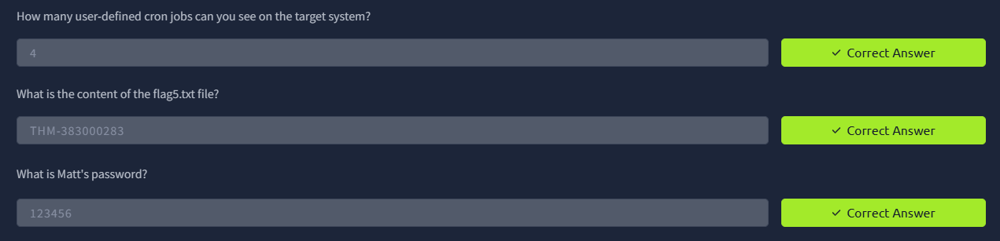 How many user-defined cron jobs can you see on the target system?
4
✓ Correct Answer
What is the content of the flag5.txt file?
THM-383000283
✓ Correct Answer
What is Matt's password?
123456
✓ Correct Answer